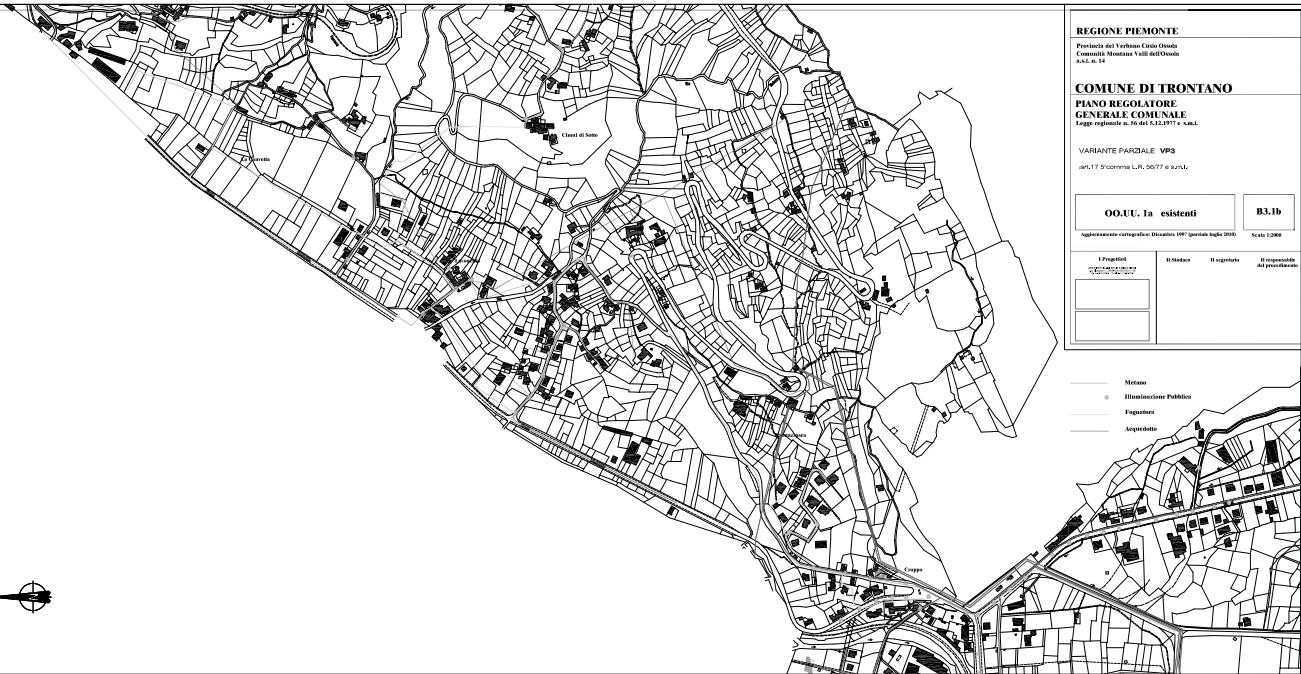 REGIONE PIEMONTE
Provincia del Verbano Cusio Ossola
Comunità Montana Valli dell'Ossola
a.s.l. n. 14
COMUNE DI TRONTANO
PIANO REGOLATORE
GENERALE COMUNALE
Legge regionale n. 56 del 5.12.1977 e s.m.i.
VARIANTE PARZIALE VP3
art.17 5°comma L.R. 56/77 e s.m.i.
OO.UU. 1a esistenti
B3.1b
Aggiornamento cartografico: Dicembre 1997 (parziale luglio 2010)
Scala 1:2000
I Progettisti
Il Sindaco
Il segretario
Il responsabile
del procedimento
Metano
Illuminazione Pubblica
Fognatura
Acquedotto
di Sotto
Croppo